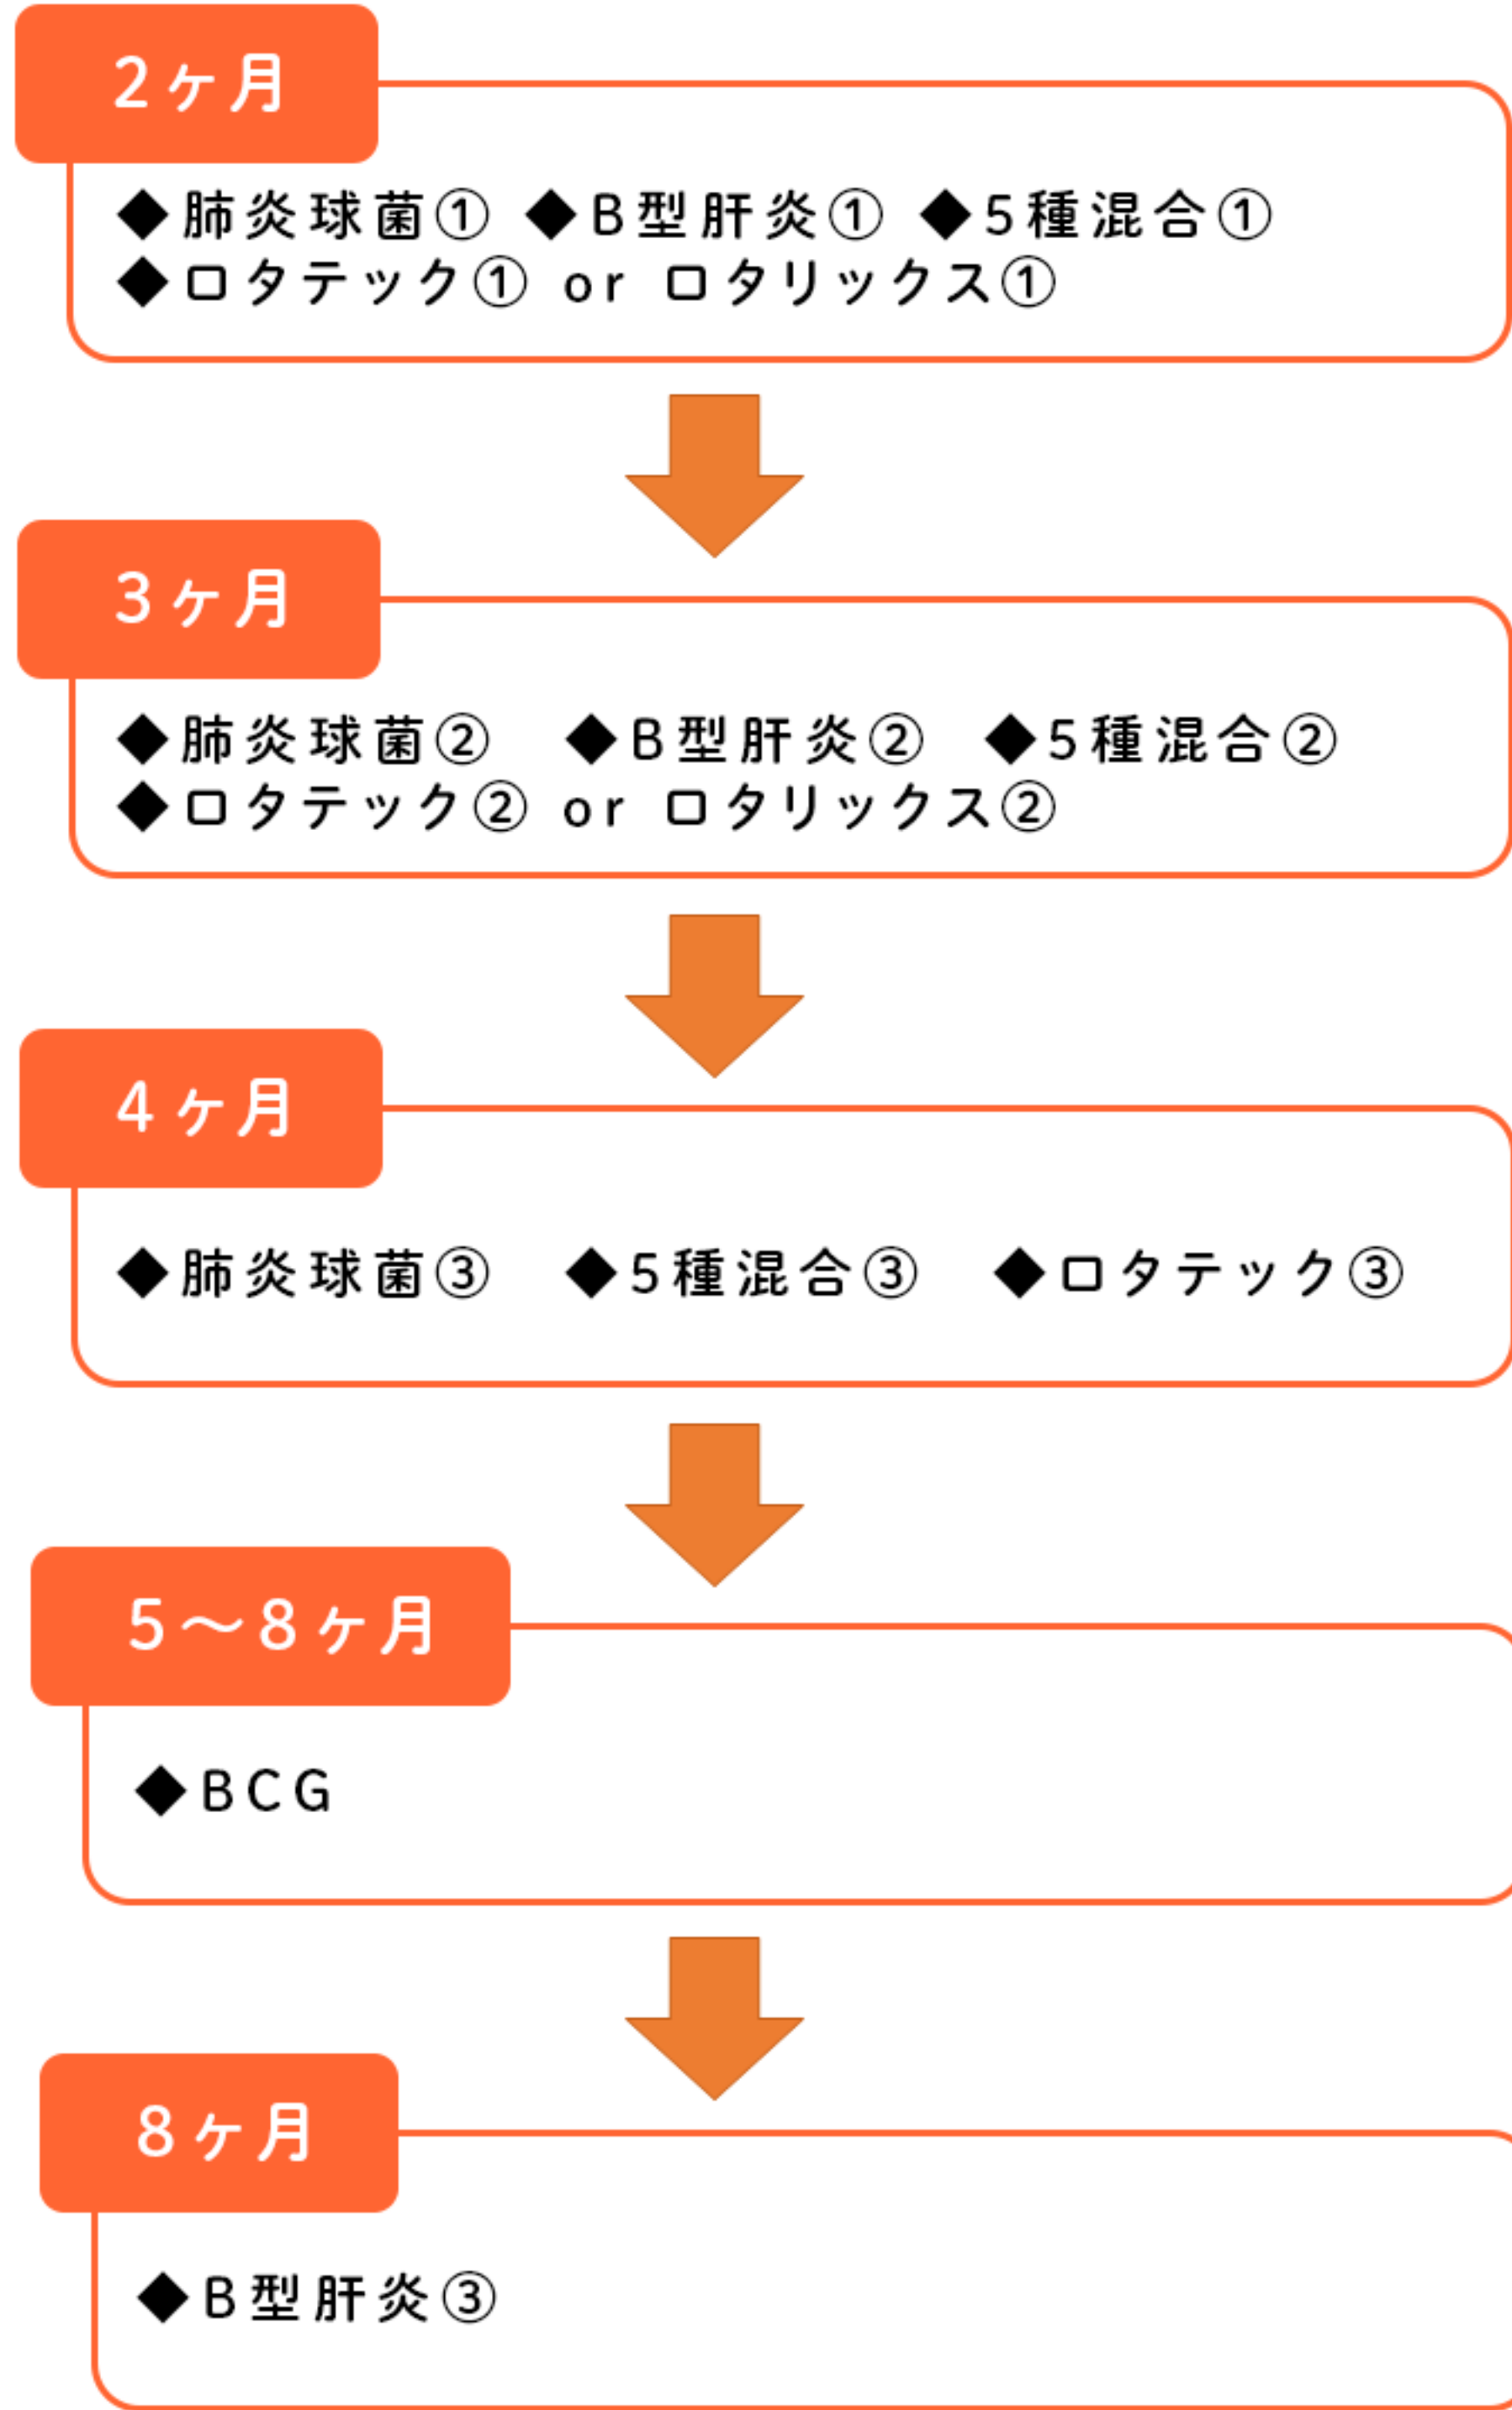 2ヶ月
◆肺炎球菌① ◆B型肝炎① ◆5種混合①
◆ロタテック① or ロタリックス①
3ヶ月
◆肺炎球菌② ◆B型肝炎② ◆5種混合②
◆ロタテック② or ロタリックス②
4ヶ月
◆肺炎球菌③ ◆5種混合③ ◆ロタテック③
5～8ヶ月
◆BCG
8ヶ月
◆B型肝炎③